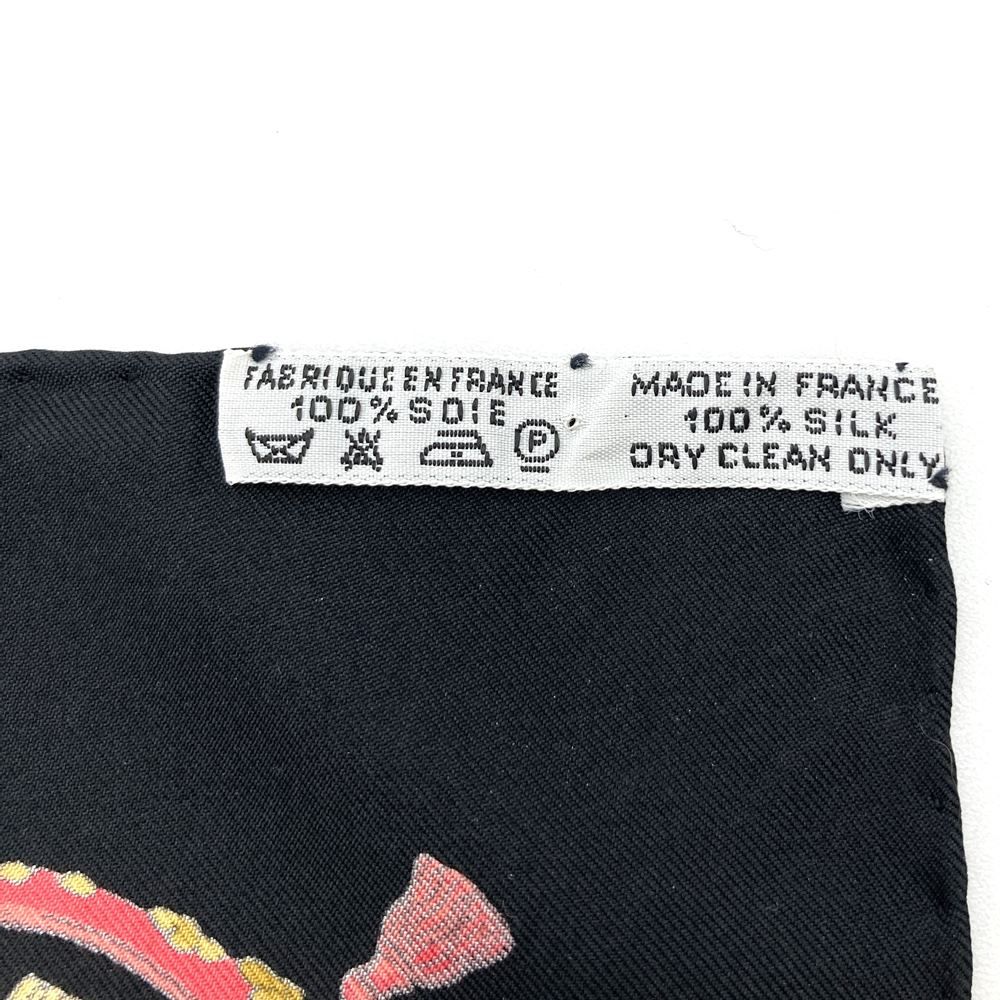 FABRIQUE EN FRANCE
100% SOIE
P
MADE IN FRANCE
100% SILK
DRY CLEAN ONLY